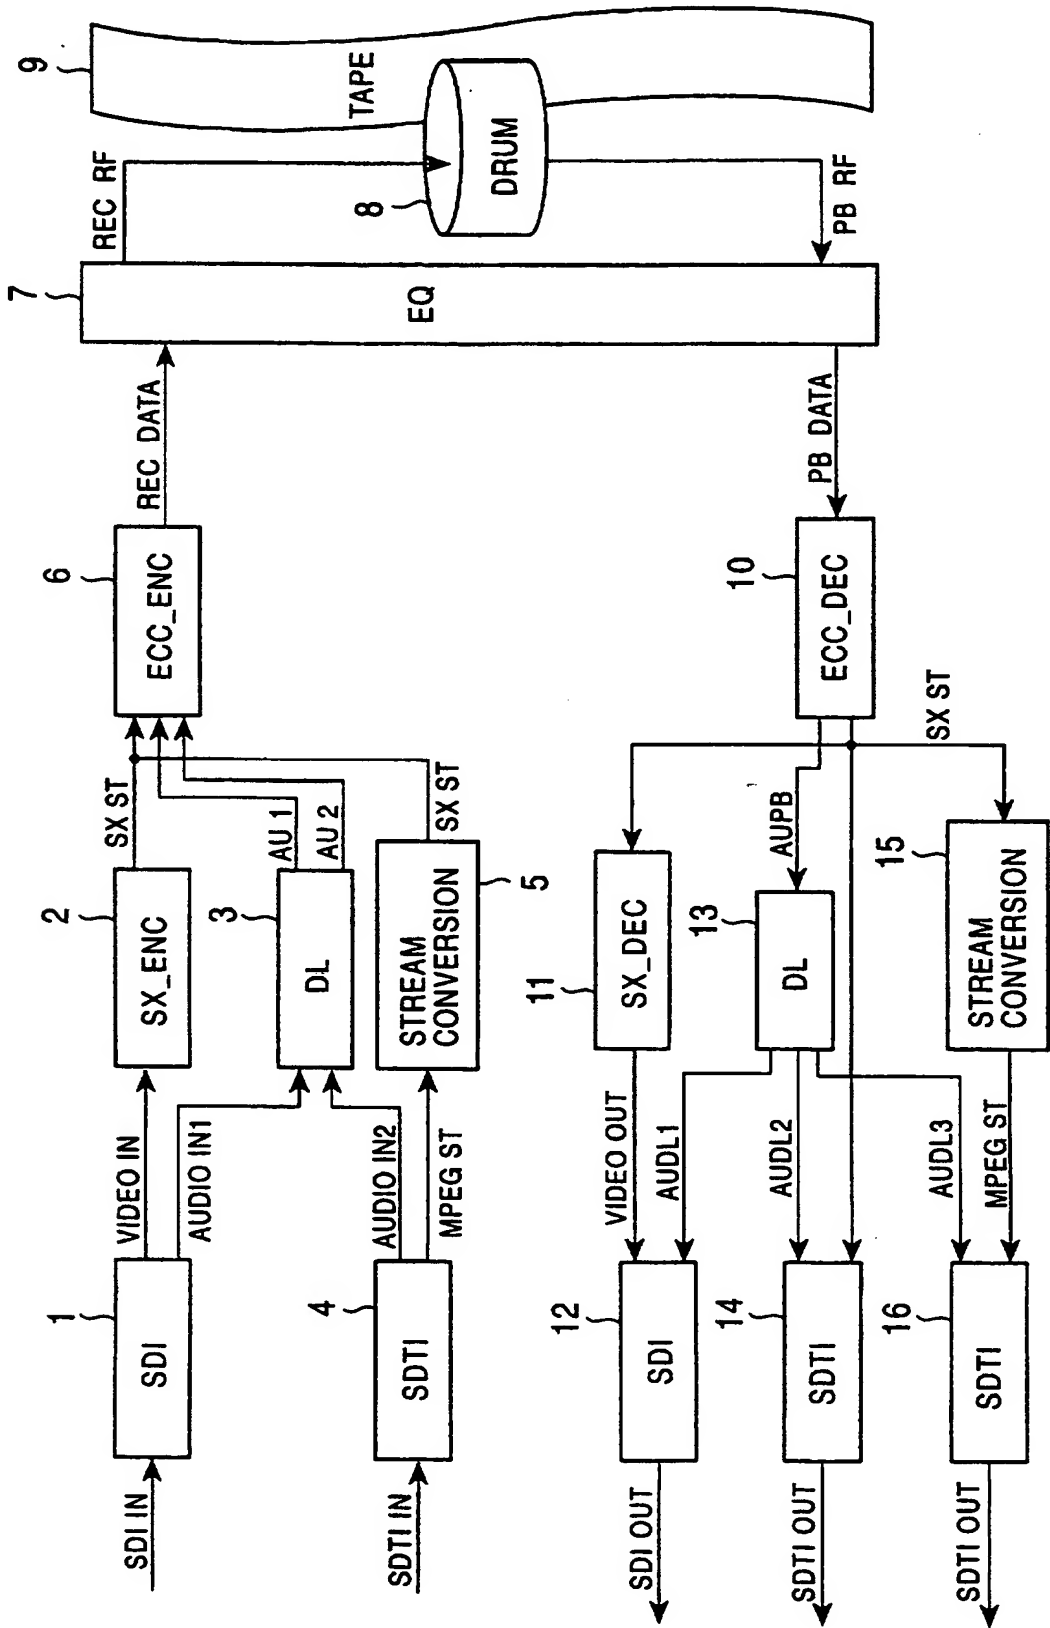 SDI IN
1
SDI
VIDEO IN
AUDIO IN1
2
SX_ENC
SX ST
3
DL
AU 1
AU 2
SDTI IN
4
SDTI
AUDIO IN2
MPEG ST
STREAM
CONVERSION
5
SX ST
6
ECC_ENC
REC DATA
7
EQ
REC RF
8
DRUM
9
TAPE
PB RF
PB DATA
10
ECC_DEC
SX ST
AUPB
11
SX_DEC
VIDEO OUT
12
SDI
SDI OUT
13
DL
AUDL1
AUDL2
AUDL3
14
SDTI
SDTI OUT
15
STREAM
CONVERSION
MPEG ST
16
SDTI
SDTI OUT